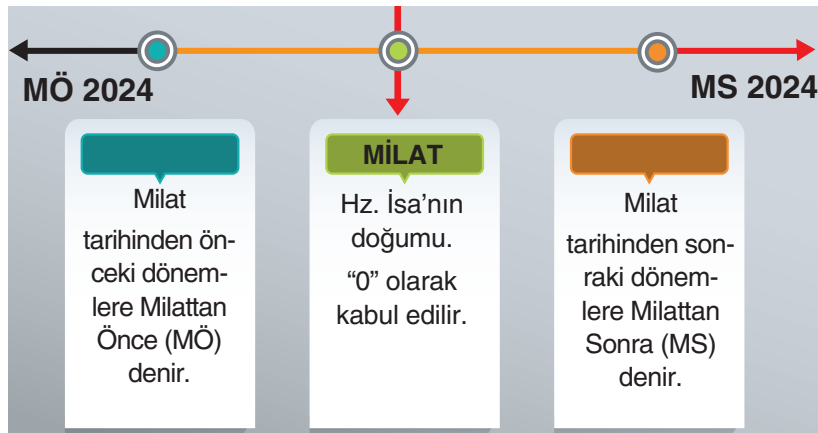 MÖ 2024
MS 2024
Milat
tarihinden ön-
ceki dönem-
lere Milattan
Önce (MÖ)
denir.
MİLAT
Hz. İsa’nın
doğumu.
“0” olarak
kabul edilir.
Milat
tarihinden son-
raki dönem-
lere Milattan
Sonra (MS)
denir.